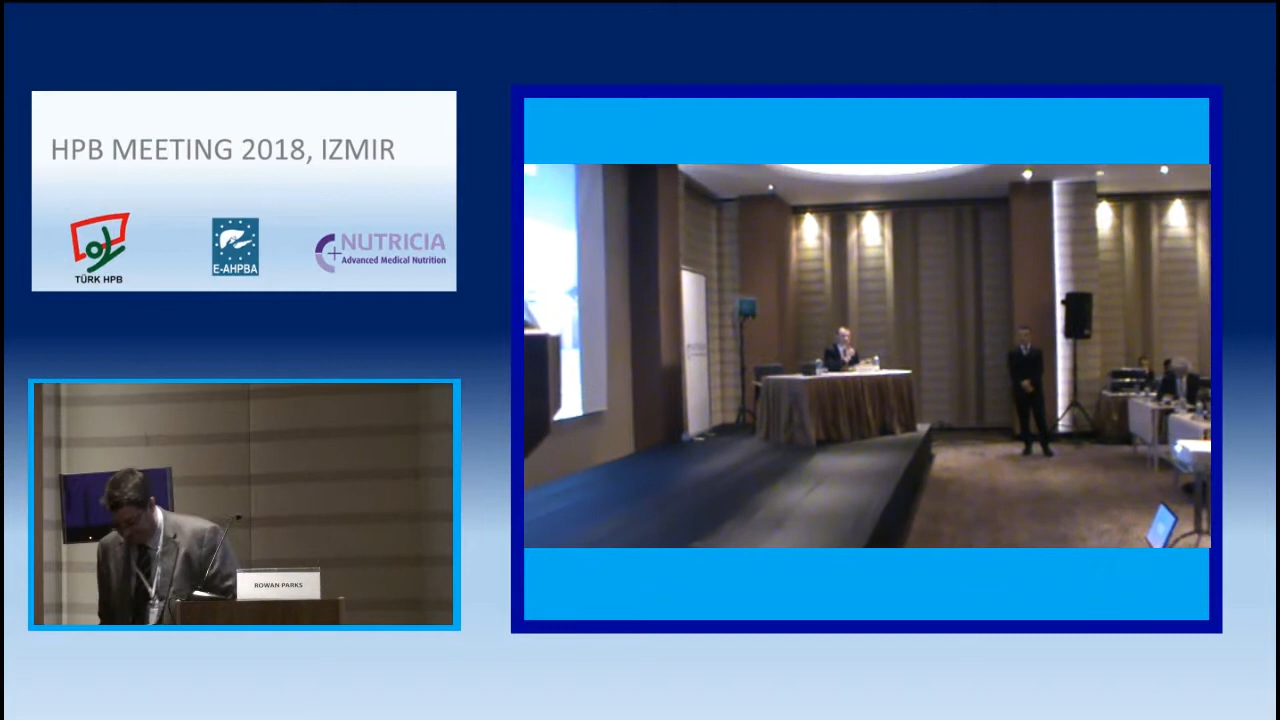 HPB MEETING 2018, IZMIR
TÜRK HPB
E-AHPBA
NUTRICIA
Advanced Medical Nutrition
ROWAN PARKS